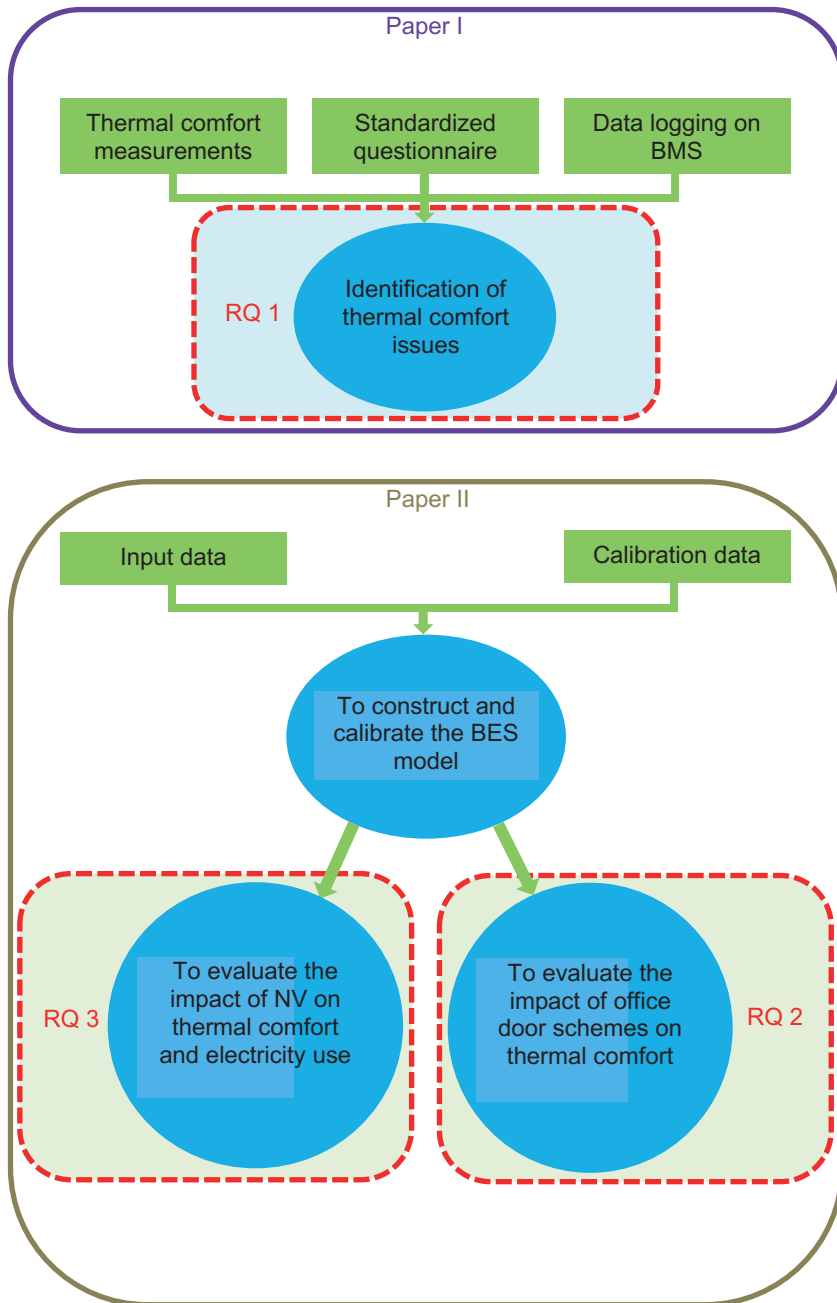 Paper I
Thermal comfort
measurements
Standardized
questionnaire
Data logging on
BMS
RQ 1
Identification of
thermal comfort
issues
Paper II
Input data
Calibration data
To construct and
calibrate the BES
model
RQ 3
To evaluate the
impact of NV on
thermal comfort
and electricity use
To evaluate the
impact of office
door schemes on
thermal comfort
RQ 2